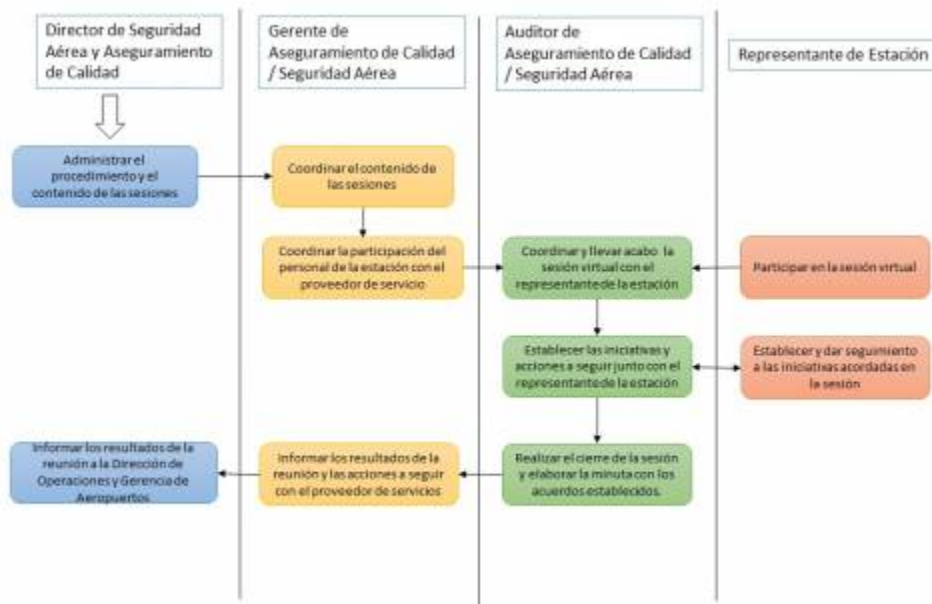 Director de Seguridad
Aérea y Aseguramiento
de Calidad
Gerente de
Aseguramiento de Calidad
/ Seguridad Aérea
Auditor de
Aseguramiento de Calidad
/ Seguridad Aérea
Representante de Estación
Administrar el
procedimiento y el
contenido de las sesiones
Coordinar el contenido de
las sesiones
Coordinar la participación del
personal de la estación con el
proveedor de servicio
Coordinar y llevar acabo la
sesión virtual con el
representante de la estación
Participar en la sesión virtual
Establecer las iniciativas y
acciones a seguir junto con el
representante de la estación
Establecer y dar seguimiento
a las iniciativas acordadas en
la sesión
Informar los resultados de la
reunión a la Dirección de
Operaciones y Gerencia de
Aeropuertos
Informar los resultados de la
reunión y las acciones a seguir
con el proveedor de servicios
Realizar el cierre de la sesión
y elaborar la minuta con los
acuerdos establecidos.